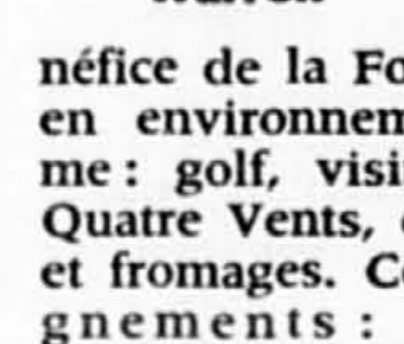 néfice de la Fo
en environnem
me : golf, visi
Quatre Vents,
et fromages. C
gnements :